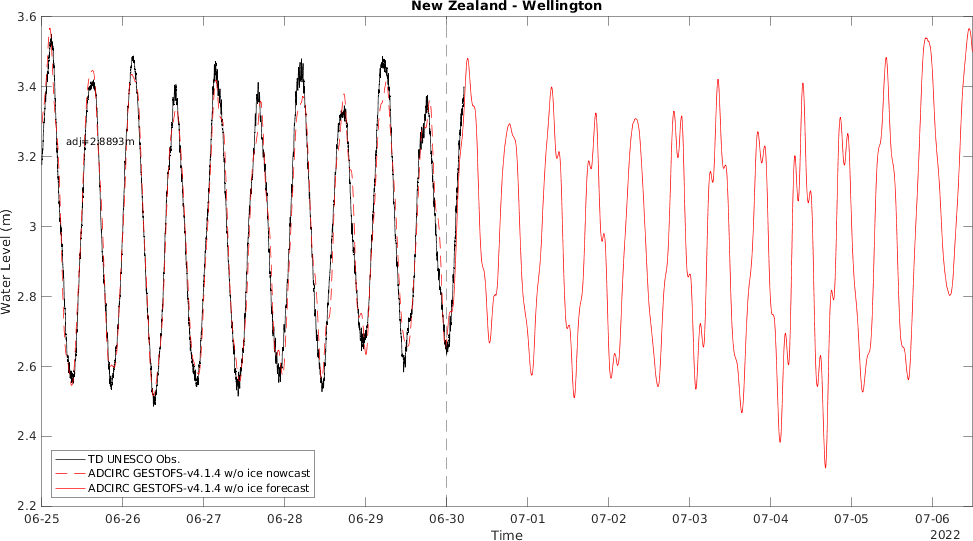 New Zealand - Wellington
3.6
3.4
3.2
3
2.8
2.6
2.4
2.2
Water Level (m)
adj=2.8893m
TD UNESCO Obs.
ADCIRC GESTOFS-v4.1.4 w/o ice nowcast
ADCIRC GESTOFS-v4.1.4 w/o ice forecast
06-25 06-26 06-27 06-28 06-29 06-30 07-01 07-02 07-03 07-04 07-05 07-06
Time
2022